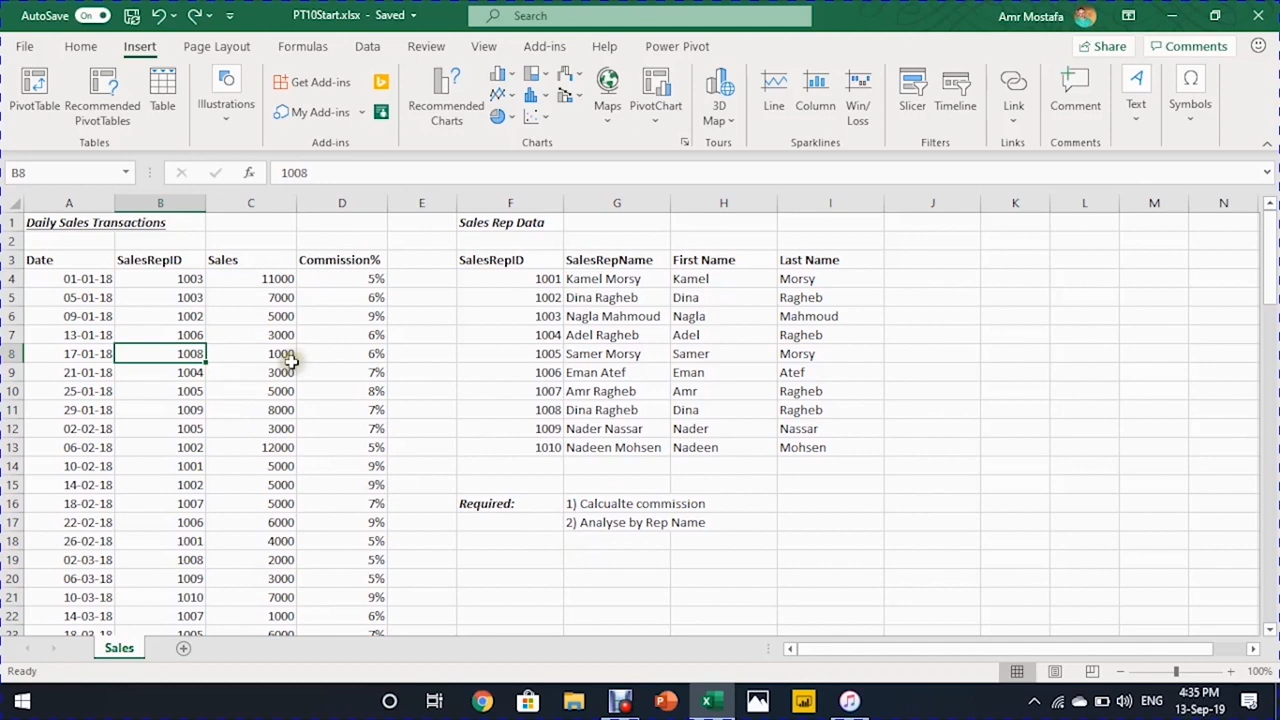 AutoSave On PT10Start.xlsx - Saved Search Amr Mostafa
File Home Insert Page Layout Formulas Data Review View Add-ins Help Power Pivot Share Comments
PivotTable Recommended PivotTables Table Illustrations Get Add-ins My Add-ins Recommended Charts Maps PivotChart 3D Map Line Column Win/Loss Slicer Timeline Link Comment Text Symbols
Tables Add-ins Charts Tours Sparklines Filters Links Comments
B8 fx 1008
A B C D E F G H I J K L M N
1 Daily Sales Transactions Sales Rep Data
2
3 Date SalesRepID Sales Commission% SalesRepID SalesRepName First Name Last Name
4 01-01-18 1003 11000 5% 1001 Kamel Morsy Kamel Morsy
5 05-01-18 1003 7000 6% 1002 Dina Ragheb Dina Ragheb
6 09-01-18 1002 5000 9% 1003 Nagla Mahmoud Nagla Mahmoud
7 13-01-18 1006 3000 6% 1004 Adel Ragheb Adel Ragheb
8 17-01-18 1008 1000 6% 1005 Samer Morsy Samer Morsy
9 21-01-18 1004 3000 7% 1006 Eman Atef Eman Atef
10 25-01-18 1005 5000 8% 1007 Amr Ragheb Amr Ragheb
11 29-01-18 1009 8000 7% 1008 Dina Ragheb Dina Ragheb
12 02-02-18 1005 3000 7% 1009 Nader Nassar Nader Nassar
13 06-02-18 1002 12000 5% 1010 Nadeen Mohsen Nadeen Mohsen
14 10-02-18 1001 5000 9%
15 14-02-18 1002 5000 9%
16 18-02-18 1007 5000 7% Required: 1) Calcualte commission
17 22-02-18 1006 6000 9% 2) Analyse by Rep Name
18 26-02-18 1001 4000 5%
19 02-03-18 1008 2000 5%
20 06-03-18 1009 3000 5%
21 10-03-18 1010 7000 9%
22 14-03-18 1007 1000 6%
23 18-03-18 1005 6000 7%
Sales
Ready 100%
ENG 4:35 PM
13-Sep-19